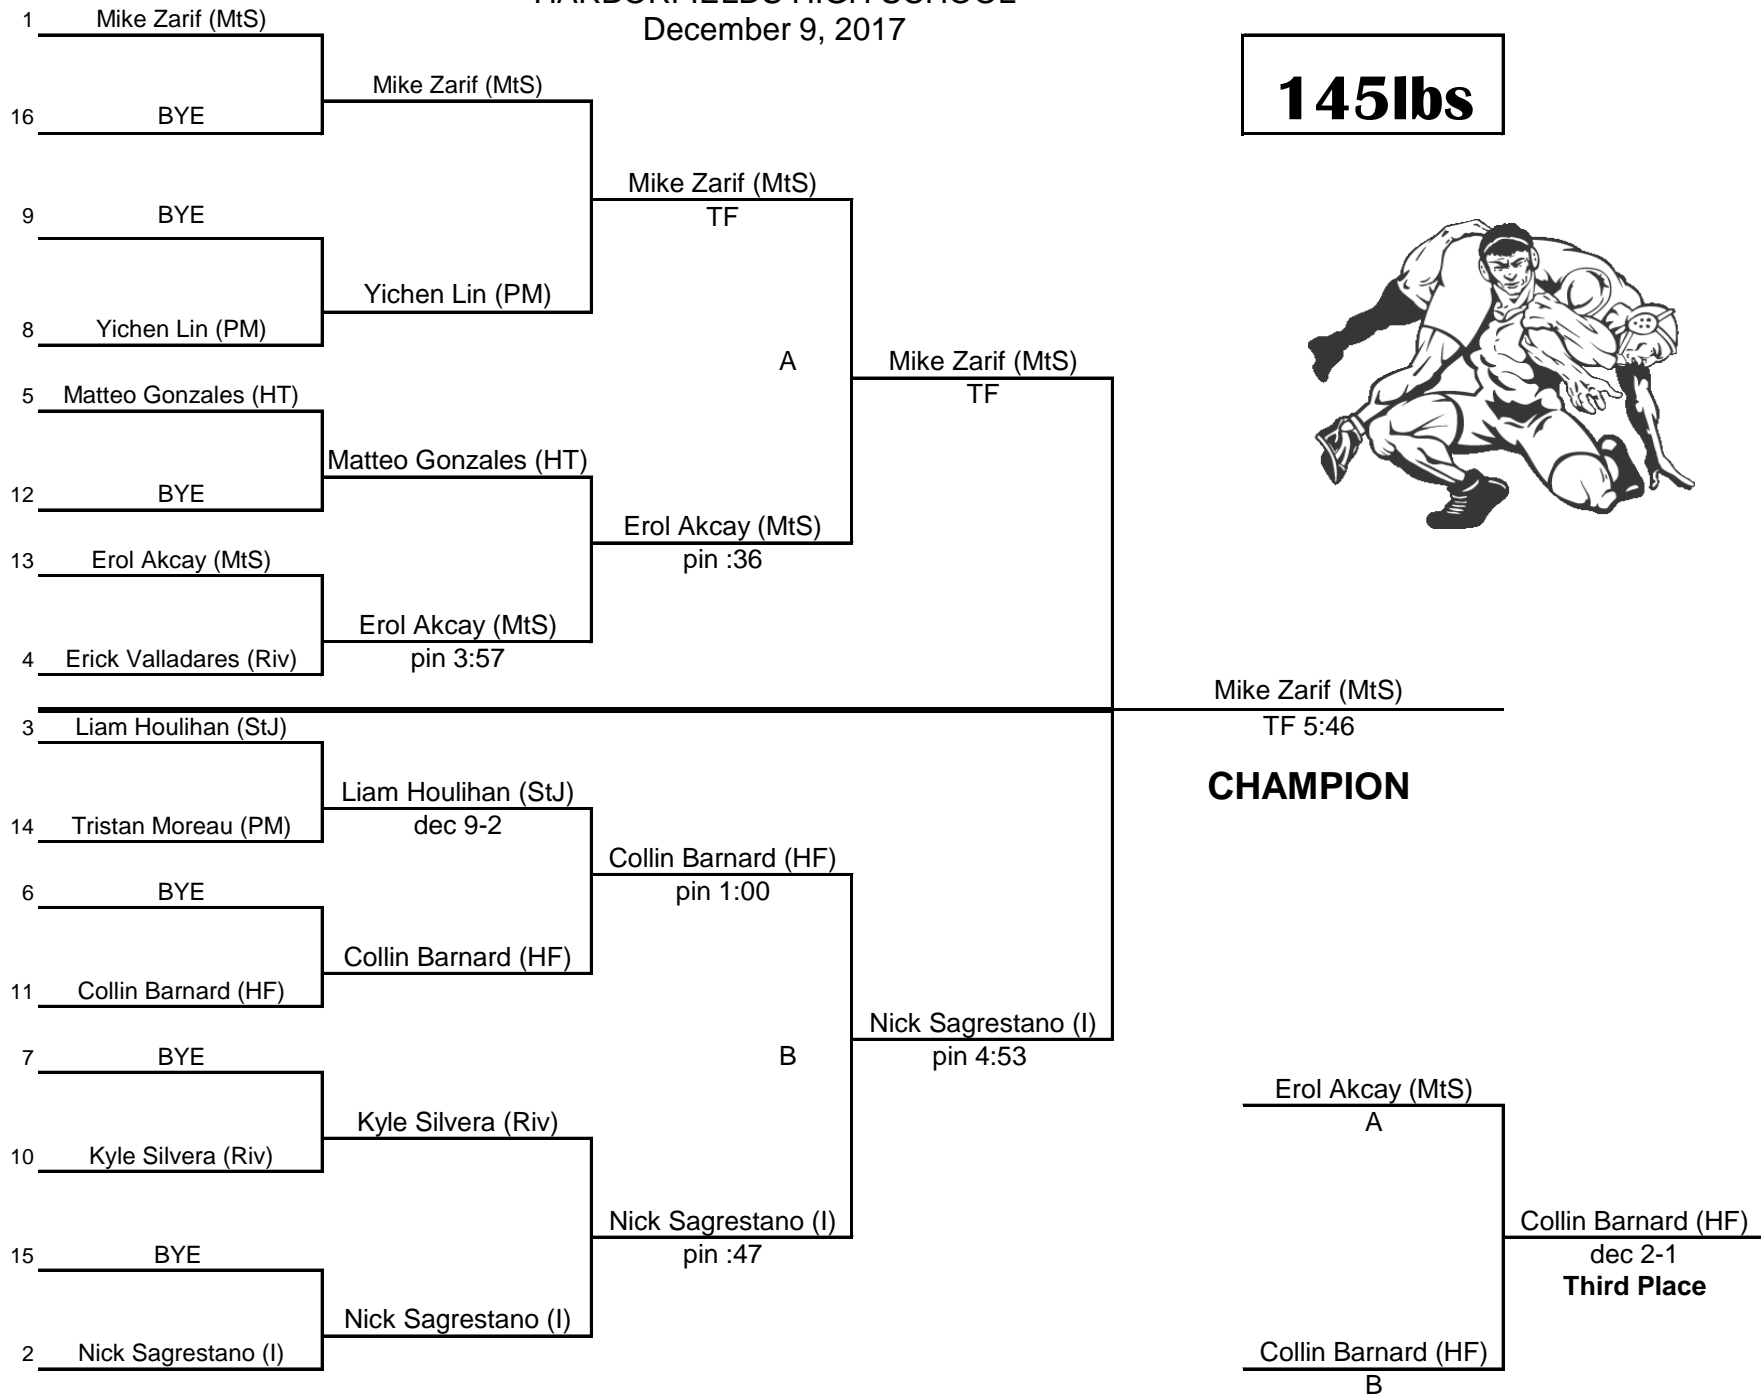 HARBORFIELDS HIGH SCHOOL
December 9, 2017
145lbs
1 Mike Zarif (MtS)
Mike Zarif (MtS)
16 BYE
Mike Zarif (MtS)
TF
9 BYE
Yichen Lin (PM)
8 Yichen Lin (PM)
A
Mike Zarif (MtS)
TF
5 Matteo Gonzales (HT)
Matteo Gonzales (HT)
12 BYE
Erol Akcay (MtS)
pin :36
13 Erol Akcay (MtS)
Erol Akcay (MtS)
pin 3:57
4 Erick Valladares (Riv)
Mike Zarif (MtS)
TF 5:46
CHAMPION
3 Liam Houlihan (StJ)
Liam Houlihan (StJ)
dec 9-2
14 Tristan Moreau (PM)
Collin Barnard (HF)
pin 1:00
6 BYE
Collin Barnard (HF)
11 Collin Barnard (HF)
Nick Sagrestano (I)
pin 4:53
B
7 BYE
Kyle Silvera (Riv)
10 Kyle Silvera (Riv)
Nick Sagrestano (I)
pin :47
15 BYE
Nick Sagrestano (I)
2 Nick Sagrestano (I)
Erol Akcay (MtS)
A
Collin Barnard (HF)
dec 2-1
Third Place
Collin Barnard (HF)
B